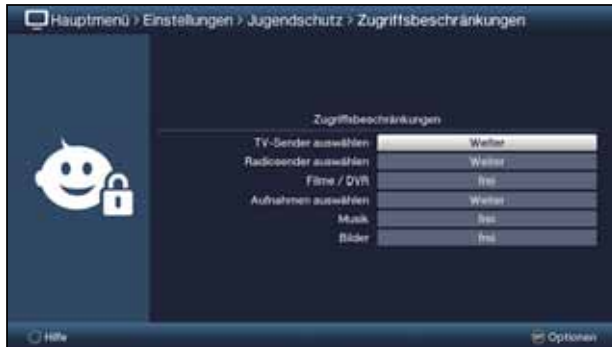 Hauptmenü > Einstellungen > Jugendschutz > Zugriffsbeschränkungen
Zugriffsbeschränkungen
TV-Sender auswählen Weiter
Radiosender auswählen Weiter
Filme / DVR frei
Aufnahmen auswählen Weiter
Musik frei
Bilder frei
Hilfe Optionen